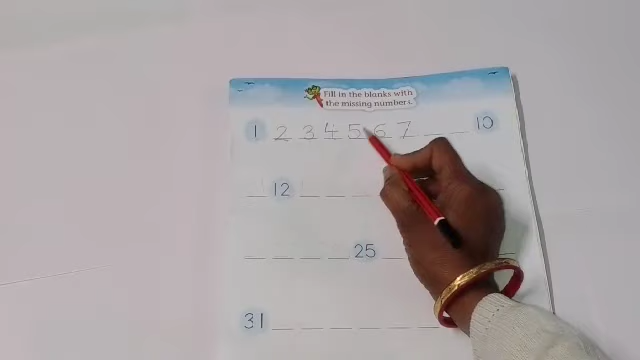 Fill in the blanks with
the missing numbers.
1 2 3 4 5 6 7 _ _ 10
_ 12 _ _ _
_ _ _ _ 25 _
31 _ _ _ _ _ _